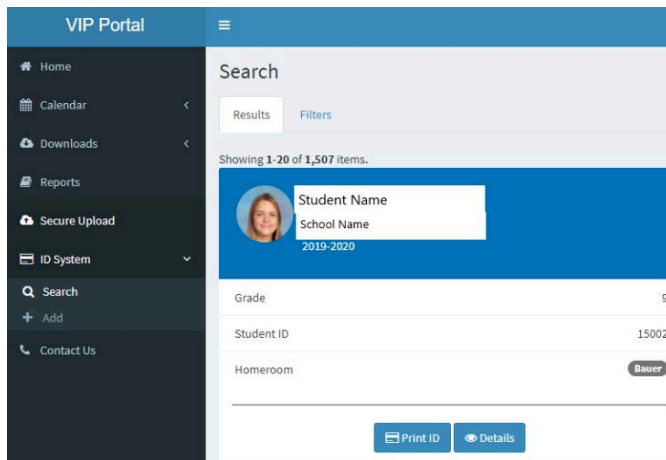 VIP Portal
Home
Calendar
Downloads
Reports
Secure Upload
ID System
Search
Add
Contact Us
Search
Results Filters
Showing 1-20 of 1,507 items.
Student Name
School Name
2019-2020
Grade 9
Student ID 15002
Homeroom Bauer
Print ID Details